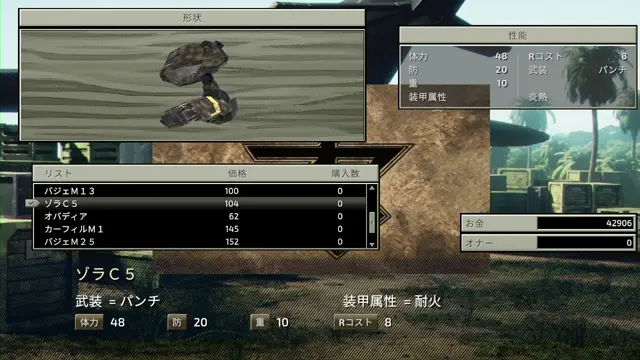 形状
性能
体力 48 Rコスト 8
防 20 武装 パンチ
重 10
装甲属性 炎熱
リスト 価格 購入数
バジェM13 100 0
ゾラC5 104 0
オバディア 62 0
カーフィルM1 145 0
バジェM25 152 0
お金 42906
オナー 0
ゾラC5
武装 =パンチ 装甲属性 =耐火
体力 48 防 20 重 10 Rコスト 8